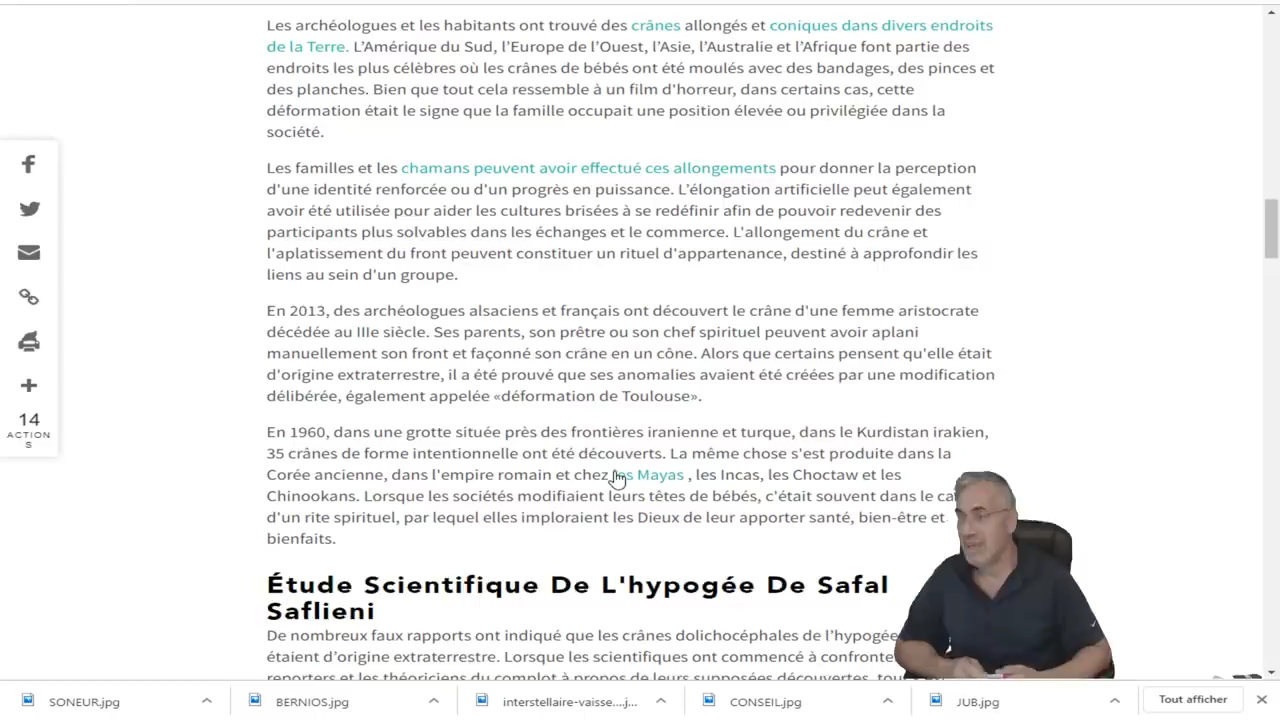 Les archéologues et les habitants ont trouvé des crânes allongés et coniques dans divers endroits
de la Terre. L'Amérique du Sud, l'Europe de l'Ouest, l'Asie, l'Australie et l'Afrique font partie des
endroits les plus célèbres où les crânes de bébés ont été moulés avec des bandages, des pinces et
des planches. Bien que tout cela ressemble à un film d'horreur, dans certains cas, cette
déformation était le signe que la famille occupait une position élevée ou privilégiée dans la
société.
Les familles et les chamans peuvent avoir effectué ces allongements pour donner la perception
d'une identité renforcée ou d'un progrès en puissance. L'élongation artificielle peut également
avoir été utilisée pour aider les cultures brisées à se redéfinir afin de pouvoir redevenir des
participants plus solvables dans les échanges et le commerce. L'allongement du crâne et
l'aplatissement du front peuvent constituer un rituel d'appartenance, destiné à approfondir les
liens au sein d'un groupe.
En 2013, des archéologues alsaciens et français ont découvert le crâne d'une femme aristocrate
décédée au IIIe siècle. Ses parents, son prêtre ou son chef spirituel peuvent avoir aplani
manuellement son front et façonné son crâne en un cône. Alors que certains pensent qu'elle était
d'origine extraterrestre, il a été prouvé que ses anomalies avaient été créées par une modification
délibérée, également appelée «déformation de Toulouse».
En 1960, dans une grotte située près des frontières iranienne et turque, dans le Kurdistan irakien,
35 crânes de forme intentionnelle ont été découverts. La même chose s'est produite dans la
Corée ancienne, dans l'empire romain et chez les Mayas , les Incas, les Choctaw et les
Chinookans. Lorsque les sociétés modifiaient leurs têtes de bébés, c'était souvent dans le
d'un rite spirituel, par lequel elles imploraient les Dieux de leur apporter santé, bien-être et
bienfaits.
Étude Scientifique De L'hypogée De Safal
Saflieni
De nombreux faux rapports ont indiqué que les crânes dolichocéphales de l'hypogée
étaient d'origine extraterrestre. Lorsque les scientifiques ont commencé à
reporters et les théoriciens du complot à propos de leurs supposées découvertes,
14
ACTION
S
SONEUR.jpg
BERNIOS.jpg
interstellaire-vaisse....j...
CONSEIL.jpg
JUB.jpg
Tout afficher